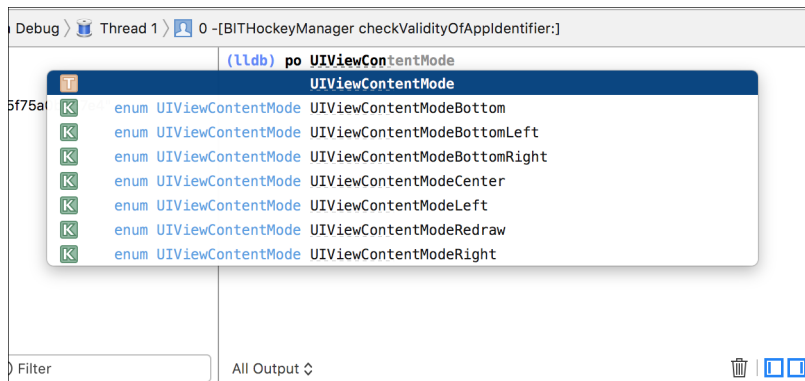 Debug 〉 Thread 1 〉 0 -[BITHockeyManager checkValidityOfAppIdentifier:]
(lldb) po UIViewContentMode
T UIViewContentMode
5f75a
K enum UIViewContentMode UIViewContentModeBottom
K enum UIViewContentMode UIViewContentModeBottomLeft
K enum UIViewContentMode UIViewContentModeBottomRight
K enum UIViewContentMode UIViewContentModeCenter
K enum UIViewContentMode UIViewContentModeLeft
K enum UIViewContentMode UIViewContentModeRedraw
K enum UIViewContentMode UIViewContentModeRight
Filter
All Output